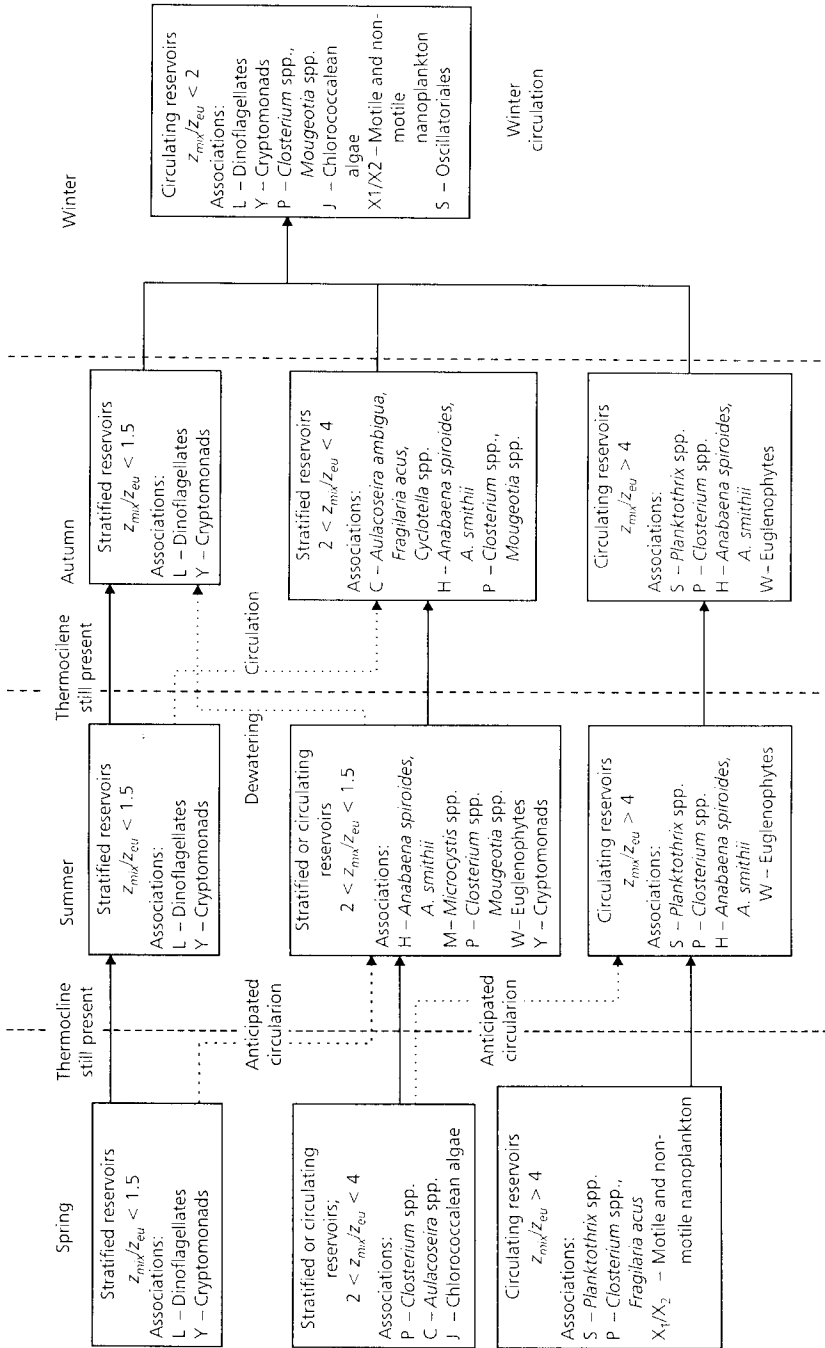 Spring
Thermocline
still present
Summer
Thermocilene
still present
Autumn
Winter
Stratified reservoirs
z_mix/z_eu < 1.5
Associations:
L – Dinoflagellates
Y – Cryptomonads
Stratified reservoirs
z_mix/z_eu < 1.5
Associations:
L – Dinoflagellates
Y – Cryptomonads
Stratified reservoirs
z_mix/z_eu < 1.5
Associations:
L – Dinoflagellates
Y – Cryptomonads
Circulating reservoirs
z_mix/z_eu < 2
Associations:
L – Dinoflagellates
Y – Cryptomonads
P – Closterium spp.,
Mougeotia spp.
J – Chlorococcalean
algae
X1/X2 – Motile and non-
motile
nanoplankton
S – Oscillatoriales
Anticipated
circularion
Dewatering
Circulation
Stratified or circulating
reservoirs;
2 < z_mix/z_eu < 4
Associations:
P – Closterium spp.
C – Aulacoseira spp.
J – Chlorococcalean algae
Stratified or circulating
reservoirs
2 < z_mix/z_eu < 1.5
Associations:
H – Anabaena spiroides,
A. smithii
M – Microcystis spp.
P – Closterium spp.
Mougeotia spp.
W – Euglenophytes
Y – Cryptomonads
Stratified reservoirs
2 < z_mix/z_eu < 4
Associations:
C – Aulacoseira ambigua,
Fragilaria acus,
Cyclotella spp.
H – Anabaena spiroides,
A. smithii
P – Closterium spp.,
Mougeotia spp.
Anticipated
circularion
Circulating reservoirs
z_mix/z_eu > 4
Associations:
S – Planktothrix spp.
P – Closterium spp.,
Fragilaria acus
X₁/X₂ – Motile and non-
motile nanoplankton
Circulating reservoirs
z_mix/z_eu > 4
Associations:
S – Planktothrix spp.
P – Closterium spp.
H – Anabaena spiroides,
A. smithii
W – Euglenophytes
Circulating reservoirs
z_mix/z_eu > 4
Associations:
S – Planktothrix spp.
P – Closterium spp.
H – Anabaena spiroides,
A. smithii
W – Euglenophytes
Winter
circulation